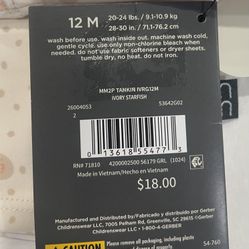 12 M
20-24 lbs / 9.1-10.9 kg
28-30 in. / 71.1-76.2 cm
wash before use. wash inside out. machine wash cold,
gentle cycle. use only non-chlorine bleach when
needed. do not use fabric softeners or dryer sheets.
tumble dry, no heat. do not iron.
MM2P TANKIN IVRG12M
IVORY STARFISH
26004053
2
53642G02
0 13618 55477 3
RN# 71810 4200002500 56179 GRL (1024)
Made in Vietnam/Hecho en Vietnam
$18.00
Manufactured and distributed by/Fabricado y distribuido por: Gerber
Childrenswear LLC, 7005 Pelham Rd, Greenville, SC 29615
©Gerber Childrenswear LLC / 1-800-4-GERBER
S4-760
CAUTION
Please remove all packaging, including plastic